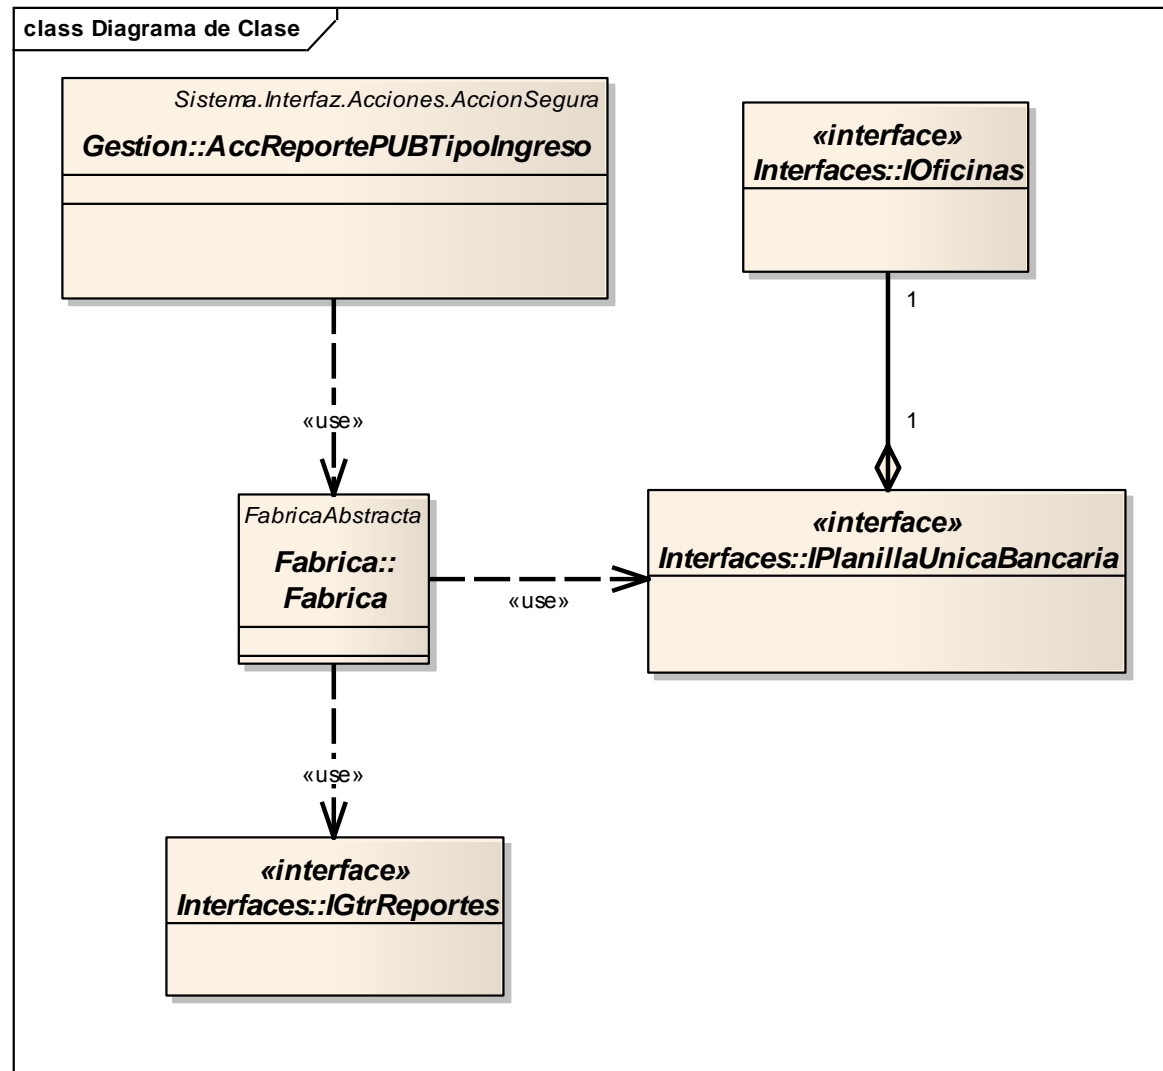 class Diagrama de Clase
Sistema.Interfaz.Acciones.AccionSegura
Gestion::AccReportePUBTipoIngreso
«interface»
Interfaces::IOficinas
1
«use»
1
FabricaAbstracta
Fabrica::
Fabrica
«interface»
Interfaces::IPlanillaUnicaBancaria
«use»
«use»
«interface»
Interfaces::IGtrReportes